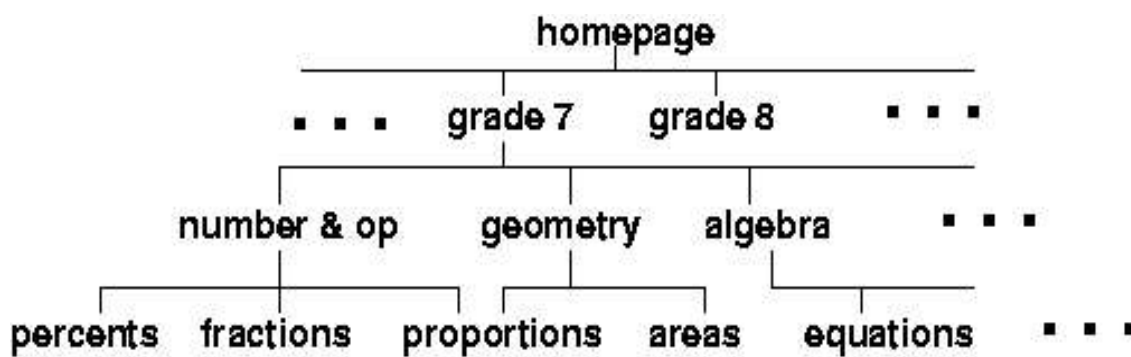 homepage
. . . grade 7 grade 8 . . .
number & op geometry algebra . . .
percents fractions proportions areas equations . . .